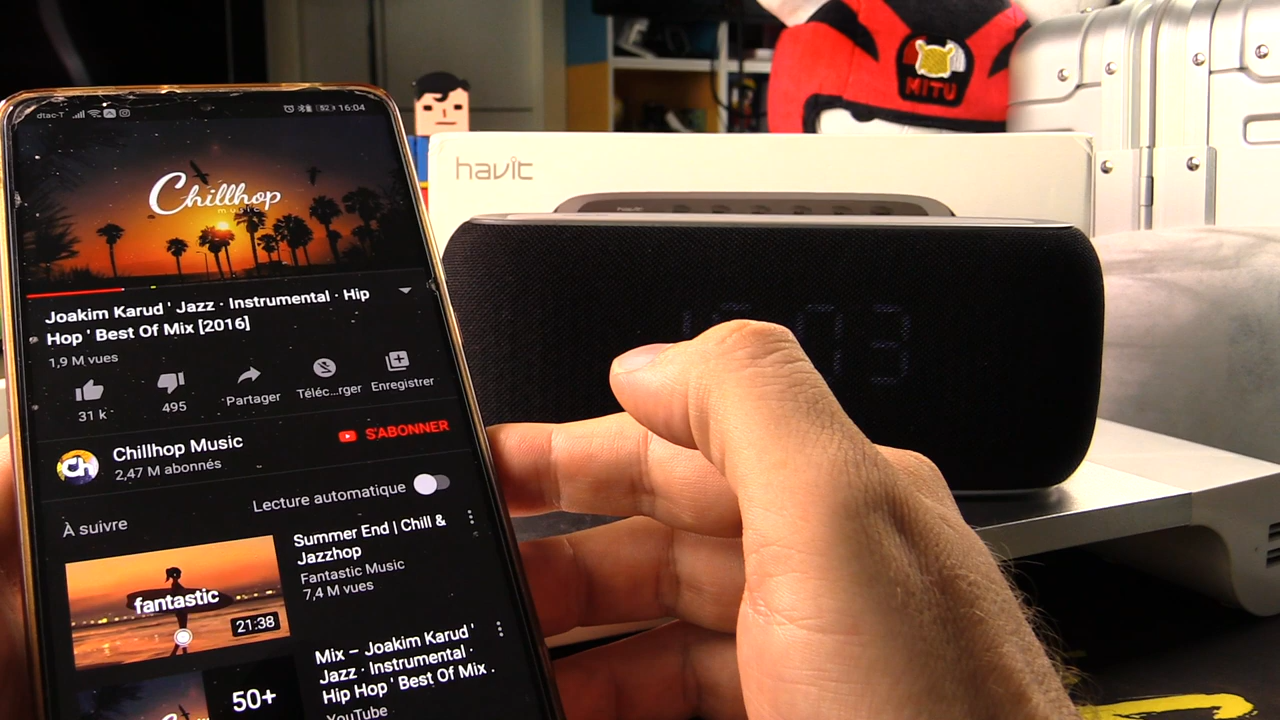 dtac-T
52
16:04
Chillhop
music
Joakim Karud ' Jazz · Instrumental · Hip
Hop ' Best Of Mix [2016]
1,9 M vues
31 k
495
Partager
Téléc...rger
Enregistrer
Chillhop Music
2,47 M abonnés
S'ABONNER
Lecture automatique
À suivre
fantastic
21:38
Summer End | Chill &
Jazzhop
Fantastic Music
7,4 M vues
50+
Mix – Joakim Karud '
Jazz · Instrumental ·
Hip Hop ' Best Of Mix .
YouTube
ch
havit
MITU